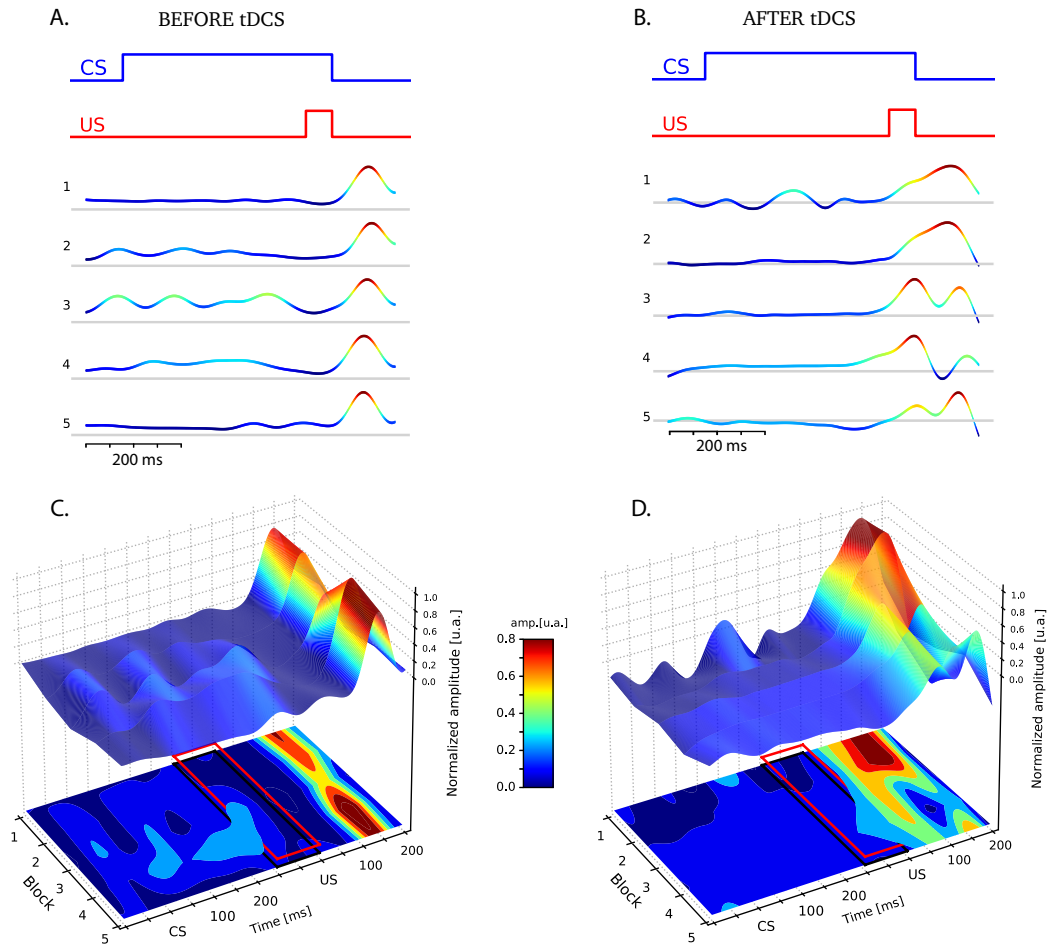 A.
BEFORE tDCS
CS
US
1
2
3
4
5
200 ms
B.
AFTER tDCS
CS
US
1
2
3
4
5
200 ms
C.
1.0
0.8
0.6
0.4
0.2
0.0
Normalized amplitude [u.a.]
1
2
3
4
5
Block
CS
100
200
US
100
200
Time [ms]
amp.[u.a.]
0.8
0.6
0.4
0.2
0.0
D.
1.0
0.8
0.6
0.4
0.2
0.0
Normalized amplitude [u.a.]
1
2
3
4
5
Block
CS
100
200
US
100
200
Time [ms]